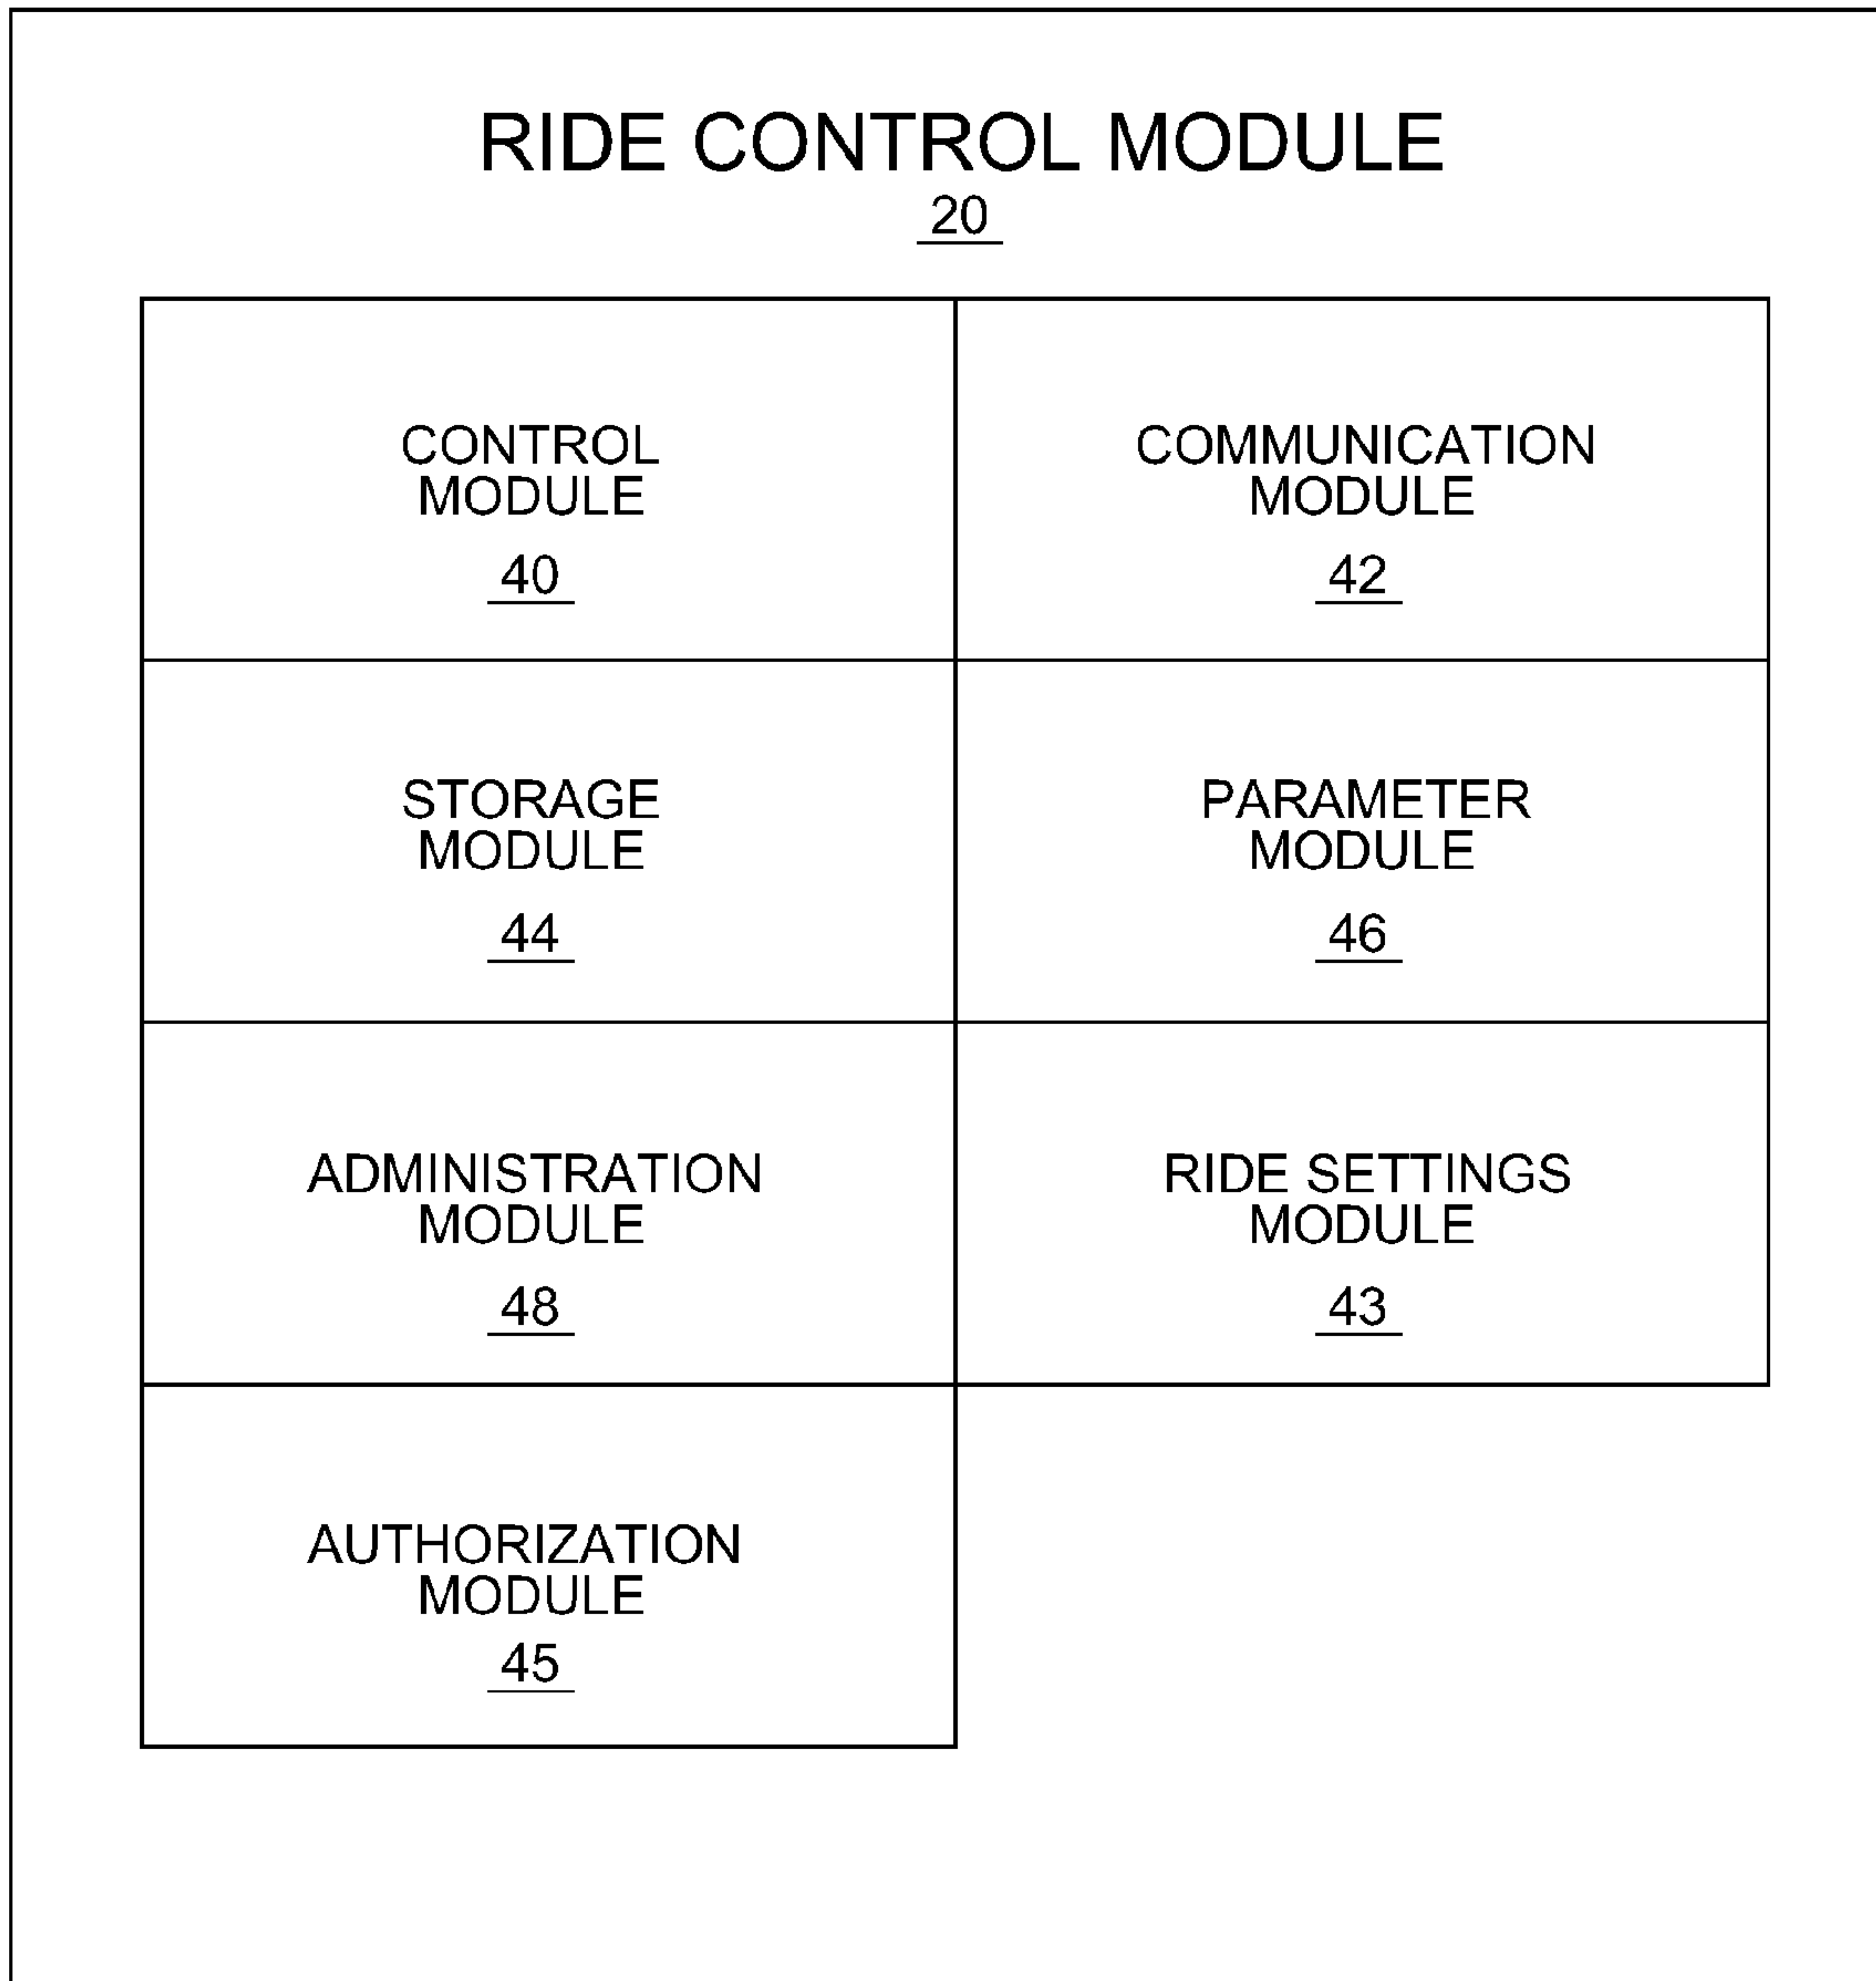 RIDE CONTROL MODULE
20
CONTROL
MODULE
40
COMMUNICATION
MODULE
42
STORAGE
MODULE
44
PARAMETER
MODULE
46
ADMINISTRATION
MODULE
48
RIDE SETTINGS
MODULE
43
AUTHORIZATION
MODULE
45